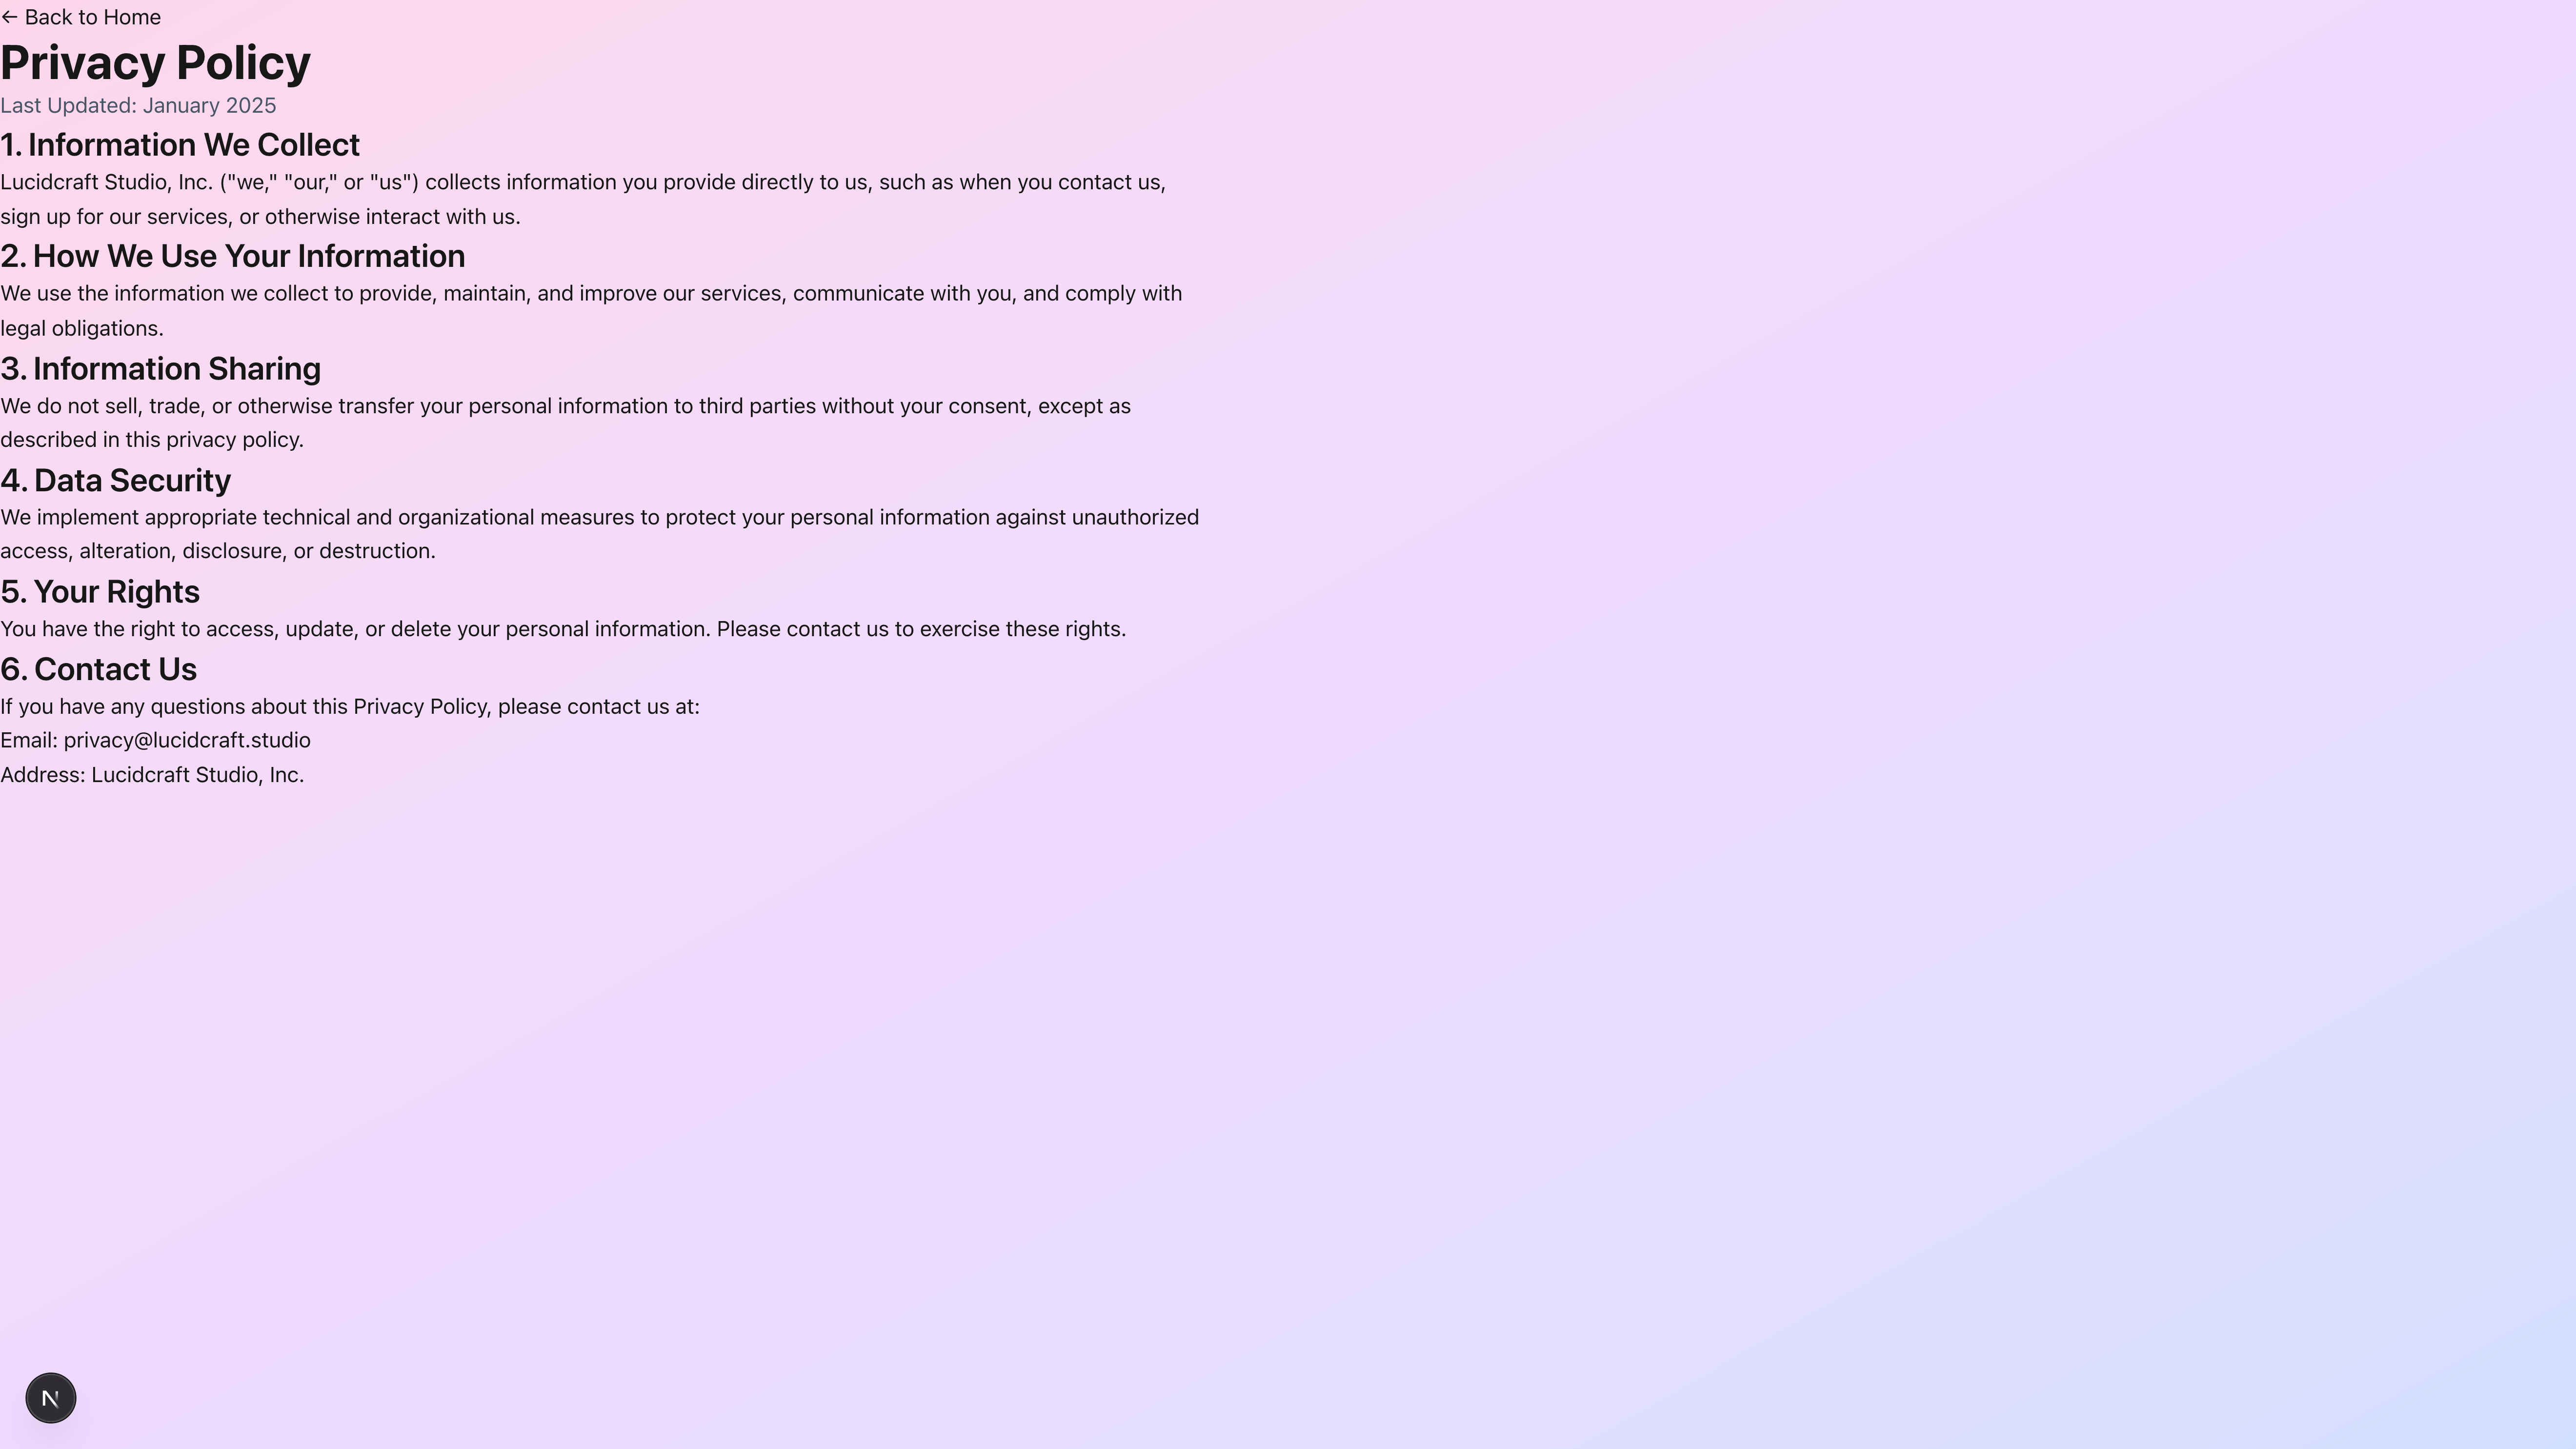 ← Back to Home
Privacy Policy
Last Updated: January 2025
1. Information We Collect
Lucidcraft Studio, Inc. ("we," "our," or "us") collects information you provide directly to us, such as when you contact us,
sign up for our services, or otherwise interact with us.
2. How We Use Your Information
We use the information we collect to provide, maintain, and improve our services, communicate with you, and comply with
legal obligations.
3. Information Sharing
We do not sell, trade, or otherwise transfer your personal information to third parties without your consent, except as
described in this privacy policy.
4. Data Security
We implement appropriate technical and organizational measures to protect your personal information against unauthorized
access, alteration, disclosure, or destruction.
5. Your Rights
You have the right to access, update, or delete your personal information. Please contact us to exercise these rights.
6. Contact Us
If you have any questions about this Privacy Policy, please contact us at:
Email: privacy@lucidcraft.studio
Address: Lucidcraft Studio, Inc.
N